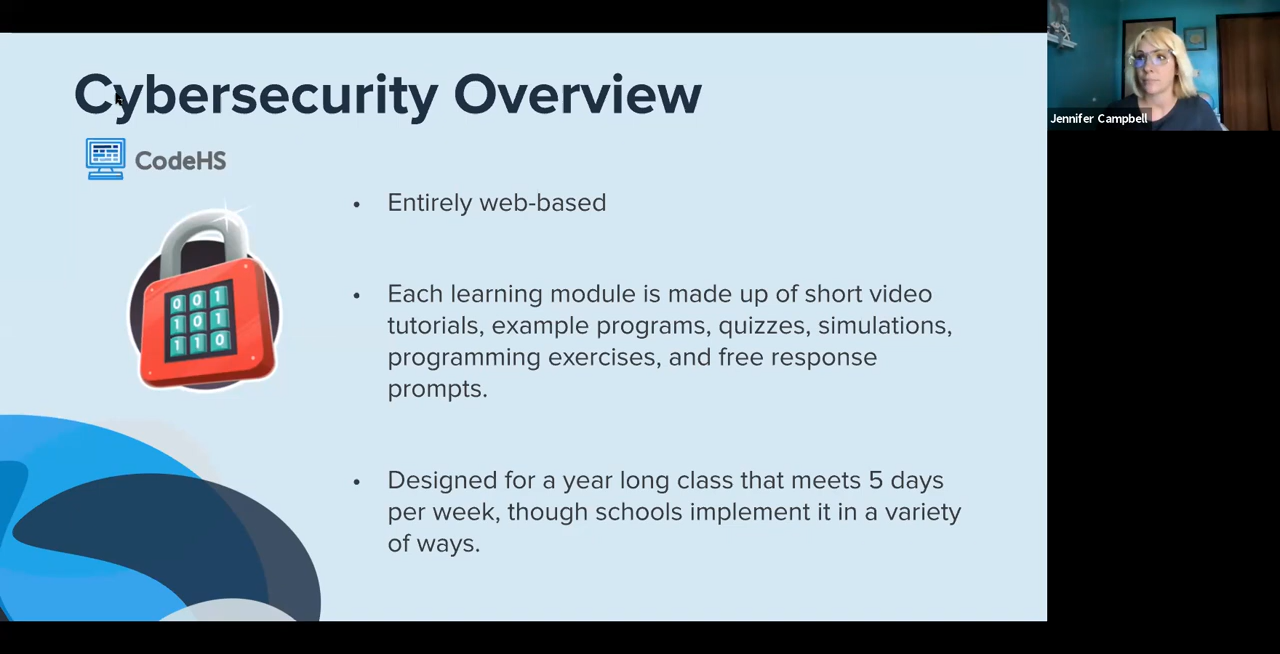 Cybersecurity Overview
CodeHS
001
101
110
• Entirely web-based
• Each learning module is made up of short video
tutorials, example programs, quizzes, simulations,
programming exercises, and free response
prompts.
• Designed for a year long class that meets 5 days
per week, though schools implement it in a variety
of ways.
Jennifer Campbell